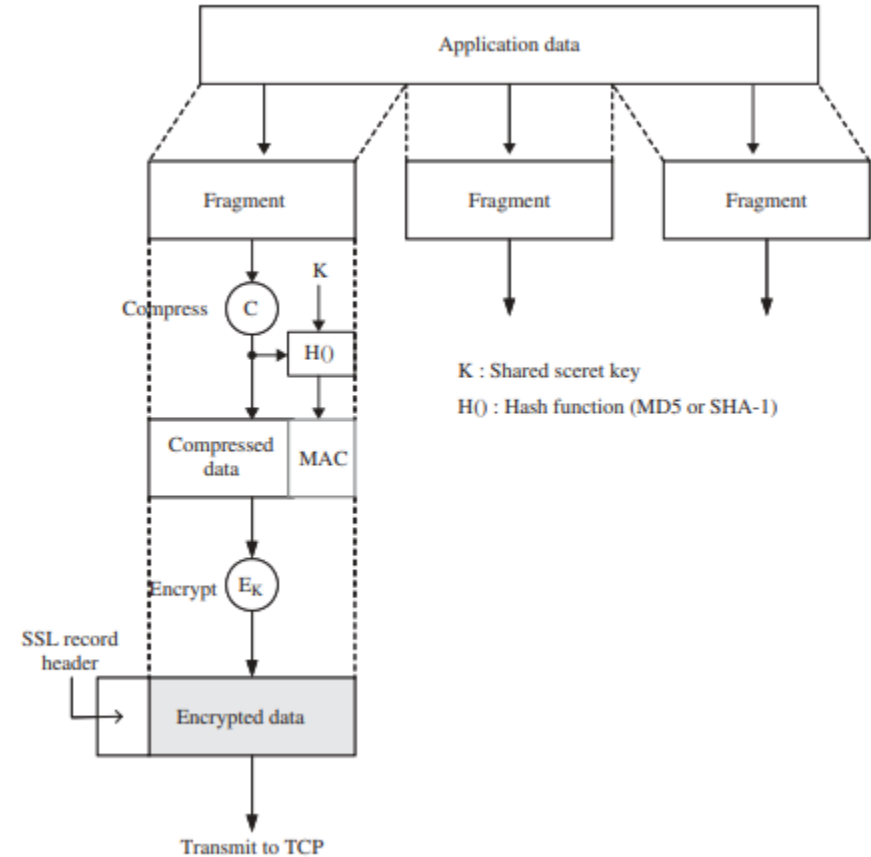 Application data
Fragment
Fragment
Fragment
K
Compress
C
H()
K : Shared sceret key
H() : Hash function (MD5 or SHA-1)
Compressed
data
MAC
Encrypt
EK
SSL record
header
Encrypted data
Transmit to TCP